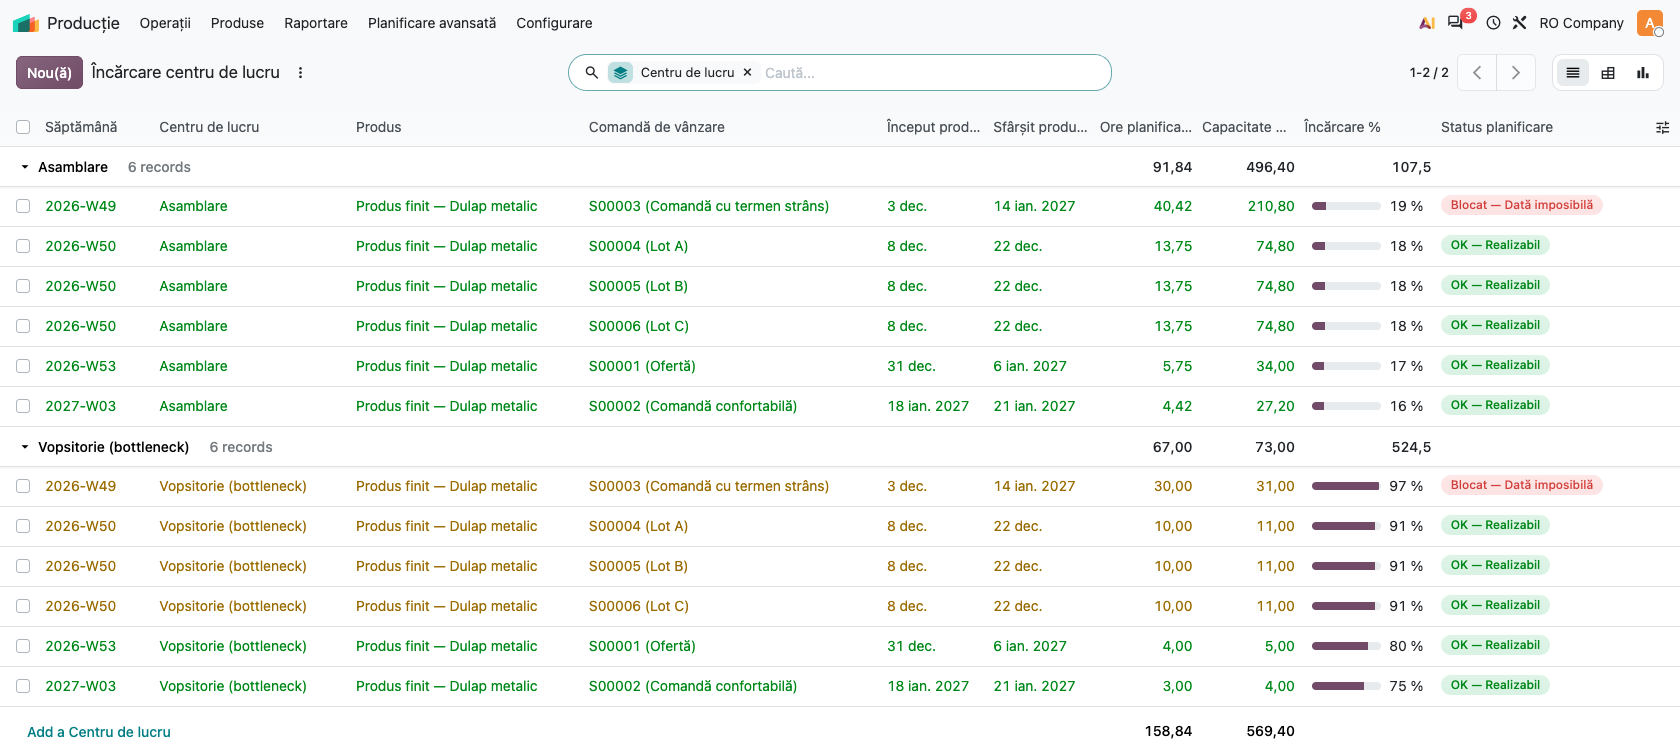 Producție Operații Produse Raportare Planificare avansată Configurare AI 3 RO Company A
Nou(ă) Încărcare centru de lucru Centru de lucru Caută... 1-2 / 2
Săptămână Centru de lucru Produs Comandă de vânzare Început prod... Sfârșit produ... Ore planifica... Capacitate ... Încărcare % Status planificare
Asamblare 6 records 91,84 496,40 107,5
2026-W49 Asamblare Produs finit — Dulap metalic S00003 (Comandă cu termen strâns) 3 dec. 14 ian. 2027 40,42 210,80 19 % Blocat — Dată imposibilă
2026-W50 Asamblare Produs finit — Dulap metalic S00004 (Lot A) 8 dec. 22 dec. 13,75 74,80 18 % OK — Realizabil
2026-W50 Asamblare Produs finit — Dulap metalic S00005 (Lot B) 8 dec. 22 dec. 13,75 74,80 18 % OK — Realizabil
2026-W50 Asamblare Produs finit — Dulap metalic S00006 (Lot C) 8 dec. 22 dec. 13,75 74,80 18 % OK — Realizabil
2026-W53 Asamblare Produs finit — Dulap metalic S00001 (Ofertă) 31 dec. 6 ian. 2027 5,75 34,00 17 % OK — Realizabil
2027-W03 Asamblare Produs finit — Dulap metalic S00002 (Comandă confortabilă) 18 ian. 2027 21 ian. 2027 4,42 27,20 16 % OK — Realizabil
Vopsitorie (bottleneck) 6 records 67,00 73,00 524,5
2026-W49 Vopsitorie (bottleneck) Produs finit — Dulap metalic S00003 (Comandă cu termen strâns) 3 dec. 14 ian. 2027 30,00 31,00 97 % Blocat — Dată imposibilă
2026-W50 Vopsitorie (bottleneck) Produs finit — Dulap metalic S00004 (Lot A) 8 dec. 22 dec. 10,00 11,00 91 % OK — Realizabil
2026-W50 Vopsitorie (bottleneck) Produs finit — Dulap metalic S00005 (Lot B) 8 dec. 22 dec. 10,00 11,00 91 % OK — Realizabil
2026-W50 Vopsitorie (bottleneck) Produs finit — Dulap metalic S00006 (Lot C) 8 dec. 22 dec. 10,00 11,00 91 % OK — Realizabil
2026-W53 Vopsitorie (bottleneck) Produs finit — Dulap metalic S00001 (Ofertă) 31 dec. 6 ian. 2027 4,00 5,00 80 % OK — Realizabil
2027-W03 Vopsitorie (bottleneck) Produs finit — Dulap metalic S00002 (Comandă confortabilă) 18 ian. 2027 21 ian. 2027 3,00 4,00 75 % OK — Realizabil
Add a Centru de lucru 158,84 569,40